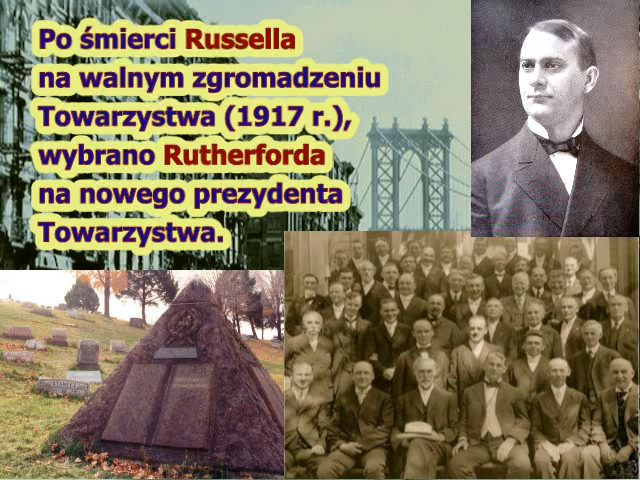 Po śmierci Russella
na walnym zgromadzeniu
Towarzystwa (1917 r.),
wybrano Rutherforda
na nowego prezydenta
Towarzystwa.